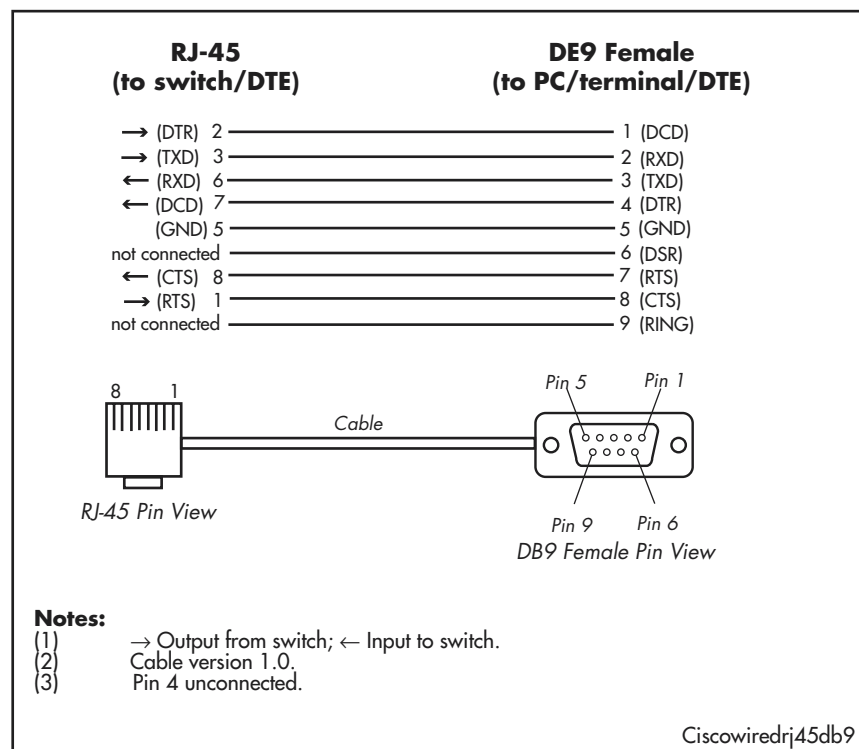 RJ-45 DE9 Female
(to switch/DTE) (to PC/terminal/DTE)
→ (DTR) 2 1 (DCD)
→ (TXD) 3 2 (RXD)
← (RXD) 6 3 (TXD)
← (DCD) 7 4 (DTR)
(GND) 5 5 (GND)
not connected 6 (DSR)
← (CTS) 8 7 (RTS)
→ (RTS) 1 8 (CTS)
not connected 9 (RING)
8 1 Pin 5 Pin 1
Cable
RJ-45 Pin View
Pin 9 Pin 6
DB9 Female Pin View
Notes:
(1) → Output from switch; ← Input to switch.
(2) Cable version 1.0.
(3) Pin 4 unconnected.
Ciscowiredrj45db9